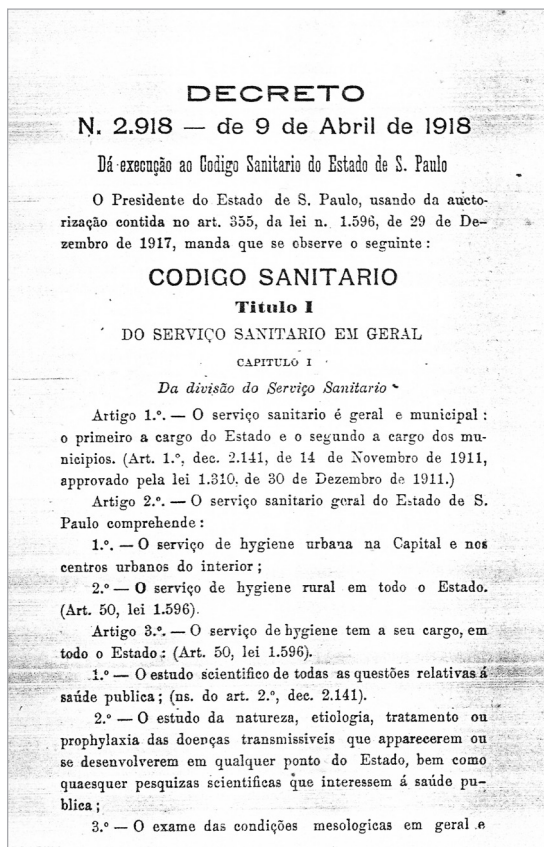 DECRETO
N. 2.918 — de 9 de Abril de 1918
Dá execução ao Codigo Sanitario do Estado de S. Paulo
O Presidente do Estado de S. Paulo, usando da aucto-
rização contida no art. 355, da lei n. 1.596, de 29 de De-
zembro de 1917, manda que se observe o seguinte :
CODIGO SANITARIO
Titulo I
DO SERVIÇO SANITARIO EM GERAL
CAPITULO I
Da divisão do Serviço Sanitario
Artigo 1.º. — O serviço sanitario é geral e municipal :
o primeiro a cargo do Estado e o segundo a cargo dos mu-
nicipios. (Art. 1.º, dec. 2.141, de 14 de Novembro de 1911,
approvado pela lei 1.310, de 30 de Dezembro de 1911.)
Artigo 2.º. — O serviço sanitario geral do Estado de S.
Paulo comprehende :
1.º. — O serviço de hygiene urbana na Capital e nos
centros urbanos do interior ;
2.º — O serviço de hygiene rural em todo o Estado.
(Art. 50, lei 1.596).
Artigo 3.º. — O serviço de hygiene tem a seu cargo, em
todo o Estado : (Art. 50, lei 1.596).
1.º — O estudo scientifico de todas as questões relativas á
saúde publica ; (ns. do art. 2.º, dec. 2.141).
2.º — O estudo da natureza, etiologia, tratamento ou
prophylaxia das doenças transmissiveis que apparecerem ou
se desenvolverem em qualquer ponto do Estado, bem como
quaesquer pesquizas scientificas que interessem á saúde pu-
blica ;
3.º — O exame das condições mesologicas em geral e